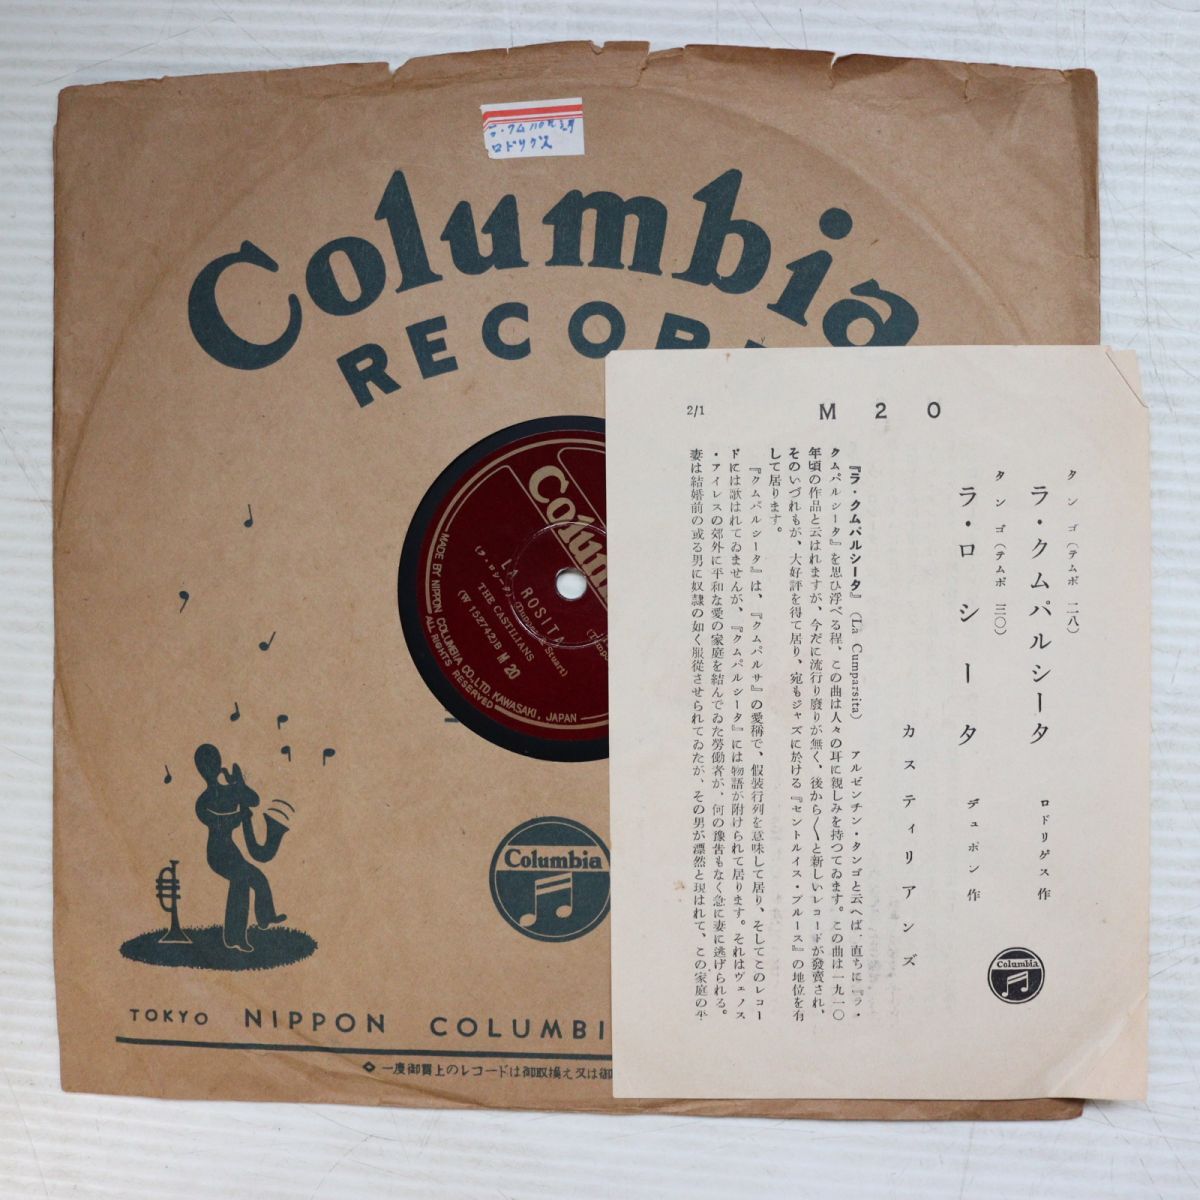 ラ・クムパルシータ
ロドリゲス
Columbia
RECOR
Columbia
LA ROSITA
(ラ・ロシータ)
(Dupont & Stuart)
THE CASTILIANS
(W 152742)B M 20
MADE BY NIPPON COLUMBIA CO., LTD. KAWASAKI, JAPAN
ALL RIGHTS RESERVED
Columbia
TOKYO NIPPON COLUMBI
一度御買上のレコードは御取換え又は御
2/1
M 2 0
タンゴ(テムポ 二八)
ラ・クムパルシータ ロドリゲス作
タンゴ(テムポ 三〇)
ラ・ロシータ デュポン作
カスティリアンズ
Columbia
『ラ・クムパルシータ』(La Cumparsita) アルゼンチン・タンゴと云へば、直ちに『ラ・
クムパルシータ』を思ひ浮べる程、この曲は人々の耳に親しみを持つてゐます。この曲は一九一〇
年頃の作品と云はれますが、今だに流行り廢りが無く、後から〱と新しいレコードが發賣され、
そのいづれもが、大好評を得て居り、宛もジャズに於ける『セントルイス・ブルース』の地位を有
して居ります。
『クムパルシータ』は、『クムパルサ』の愛稱で、假裝行列を意味して居り、そしてこのレコー
ドには歌はれてゐませんが、『クムパルシータ』には物語が附けられて居ります。それはヴェノス
・アイレスの郊外に平和な愛の家庭を結んでゐた勞働者が、何の豫告もなく急に妻に逃げられる。
妻は結婚前の或る男に奴隷の如く服從させられてゐたが、その男が漂然と現はれて、この家庭の平